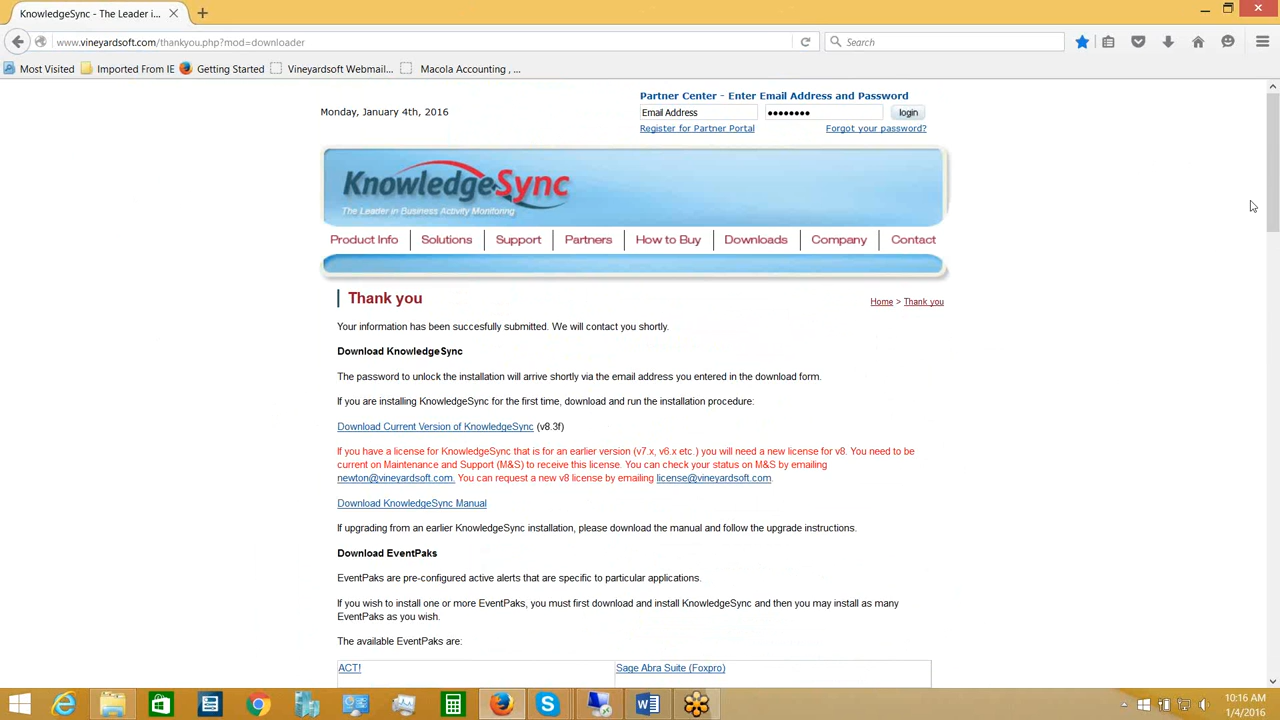 KnowledgeSync - The Leader i...
www.vineyardsoft.com/thankyou.php?mod=downloader
Search
Most Visited Imported From IE Getting Started Vineyardsoft Webmail... Macola Accounting , ...
Partner Center - Enter Email Address and Password
Monday, January 4th, 2016
Email Address
login
Register for Partner Portal Forgot your password?
KnowledgeSync
The Leader in Business Activity Monitoring
Product Info Solutions Support Partners How to Buy Downloads Company Contact
Thank you
Home > Thank you
Your information has been succesfully submitted. We will contact you shortly.
Download KnowledgeSync
The password to unlock the installation will arrive shortly via the email address you entered in the download form.
If you are installing KnowledgeSync for the first time, download and run the installation procedure:
Download Current Version of KnowledgeSync (v8.3f)
If you have a license for KnowledgeSync that is for an earlier version (v7.x, v6.x etc.) you will need a new license for v8. You need to be
current on Maintenance and Support (M&S) to receive this license. You can check your status on M&S by emailing
newton@vineyardsoft.com. You can request a new v8 license by emailing license@vineyardsoft.com.
Download KnowledgeSync Manual
If upgrading from an earlier KnowledgeSync installation, please download the manual and follow the upgrade instructions.
Download EventPaks
EventPaks are pre-configured active alerts that are specific to particular applications.
If you wish to install one or more EventPaks, you must first download and install KnowledgeSync and then you may install as many
EventPaks as you wish.
The available EventPaks are:
ACT! Sage Abra Suite (Foxpro)
10:16 AM
1/4/2016